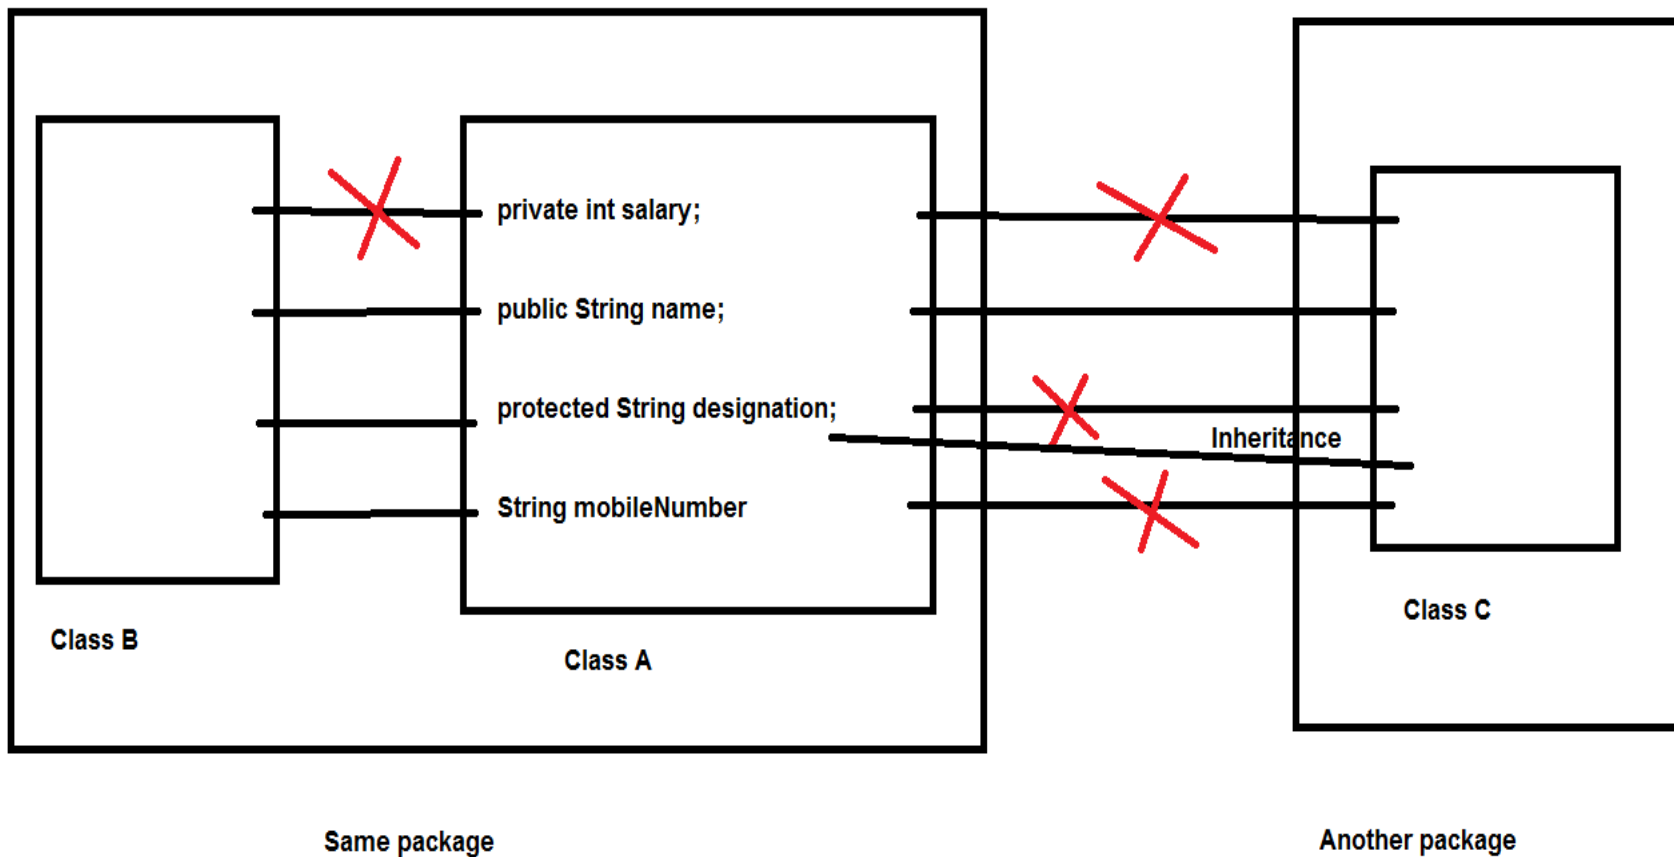 private int salary;
public String name;
protected String designation;
Inheritance
String mobileNumber
Class B
Class A
Class C
Same package
Another package